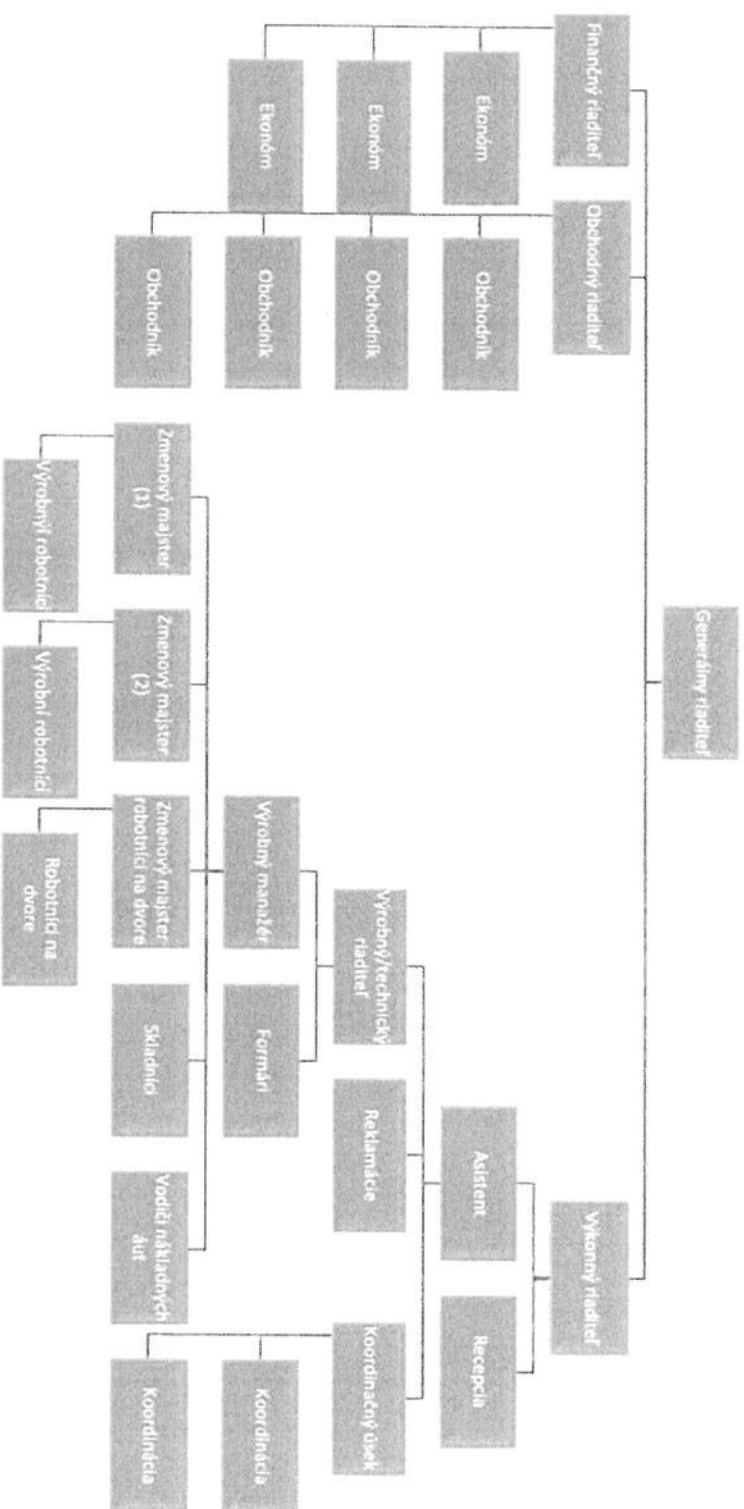 Generálny riaditeľ
Finančný riaditeľ
Obchodný riaditeľ
Výkonný riaditeľ
Ekonóm
Ekonóm
Ekonóm
Obchodník
Obchodník
Obchodník
Obchodník
Asistent
Recepcia
Výrobný/technický
riaditeľ
Reklamácie
Koordinačný úsek
Výrobný manažér
Formári
Koordinácia
Koordinácia
Zmenový majster
(1)
Zmenový majster
(2)
Zmenový majster
robotníci na dvore
Skladníci
Vodiči nákladných
áut
Výrobnýí robotníci
Výrobní robotníci
Robotníci na
dvore